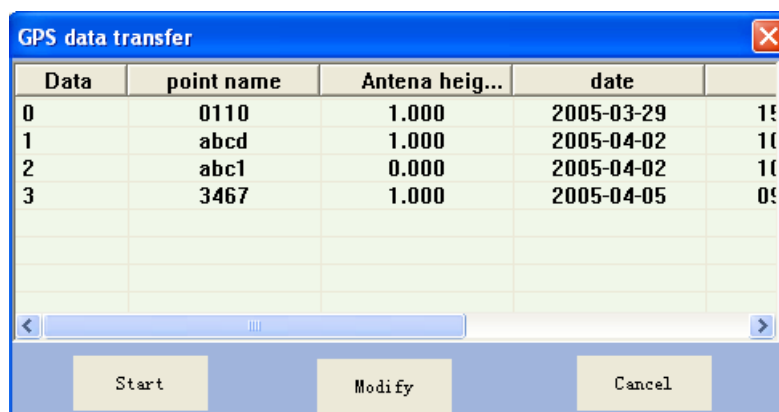 GPS data transfer
Data point name Antena heig... date
0 0110 1.000 2005-03-29
1 abcd 1.000 2005-04-02
2 abc1 0.000 2005-04-02
3 3467 1.000 2005-04-05
Start Modify Cancel